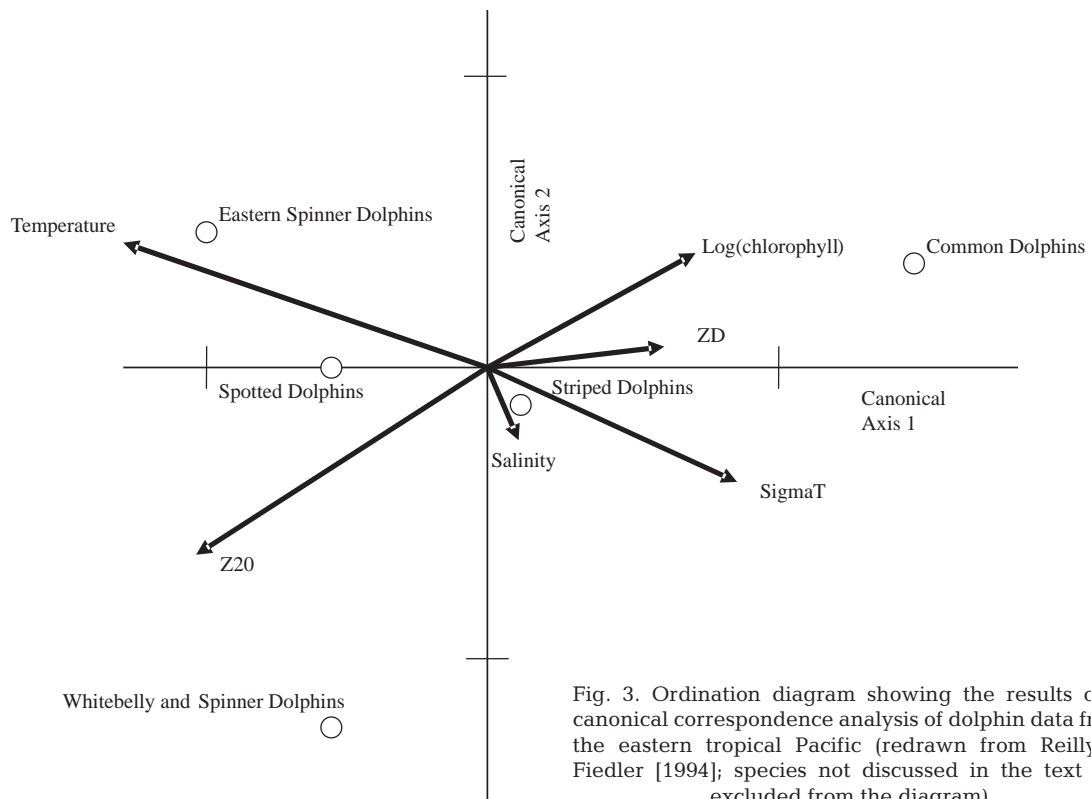 Canonical
Axis 2
Temperature
Eastern Spinner Dolphins
Log(chlorophyll)
Common Dolphins
ZD
Spotted Dolphins
Striped Dolphins
Canonical
Axis 1
Salinity
SigmaT
Z20
Whitebelly and Spinner Dolphins
Fig. 3. Ordination diagram showing the results
canonical correspondence analysis of dolphin data
the eastern tropical Pacific (redrawn from Reilly
Fiedler [1994]; species not discussed in the text
excluded from the diagram)